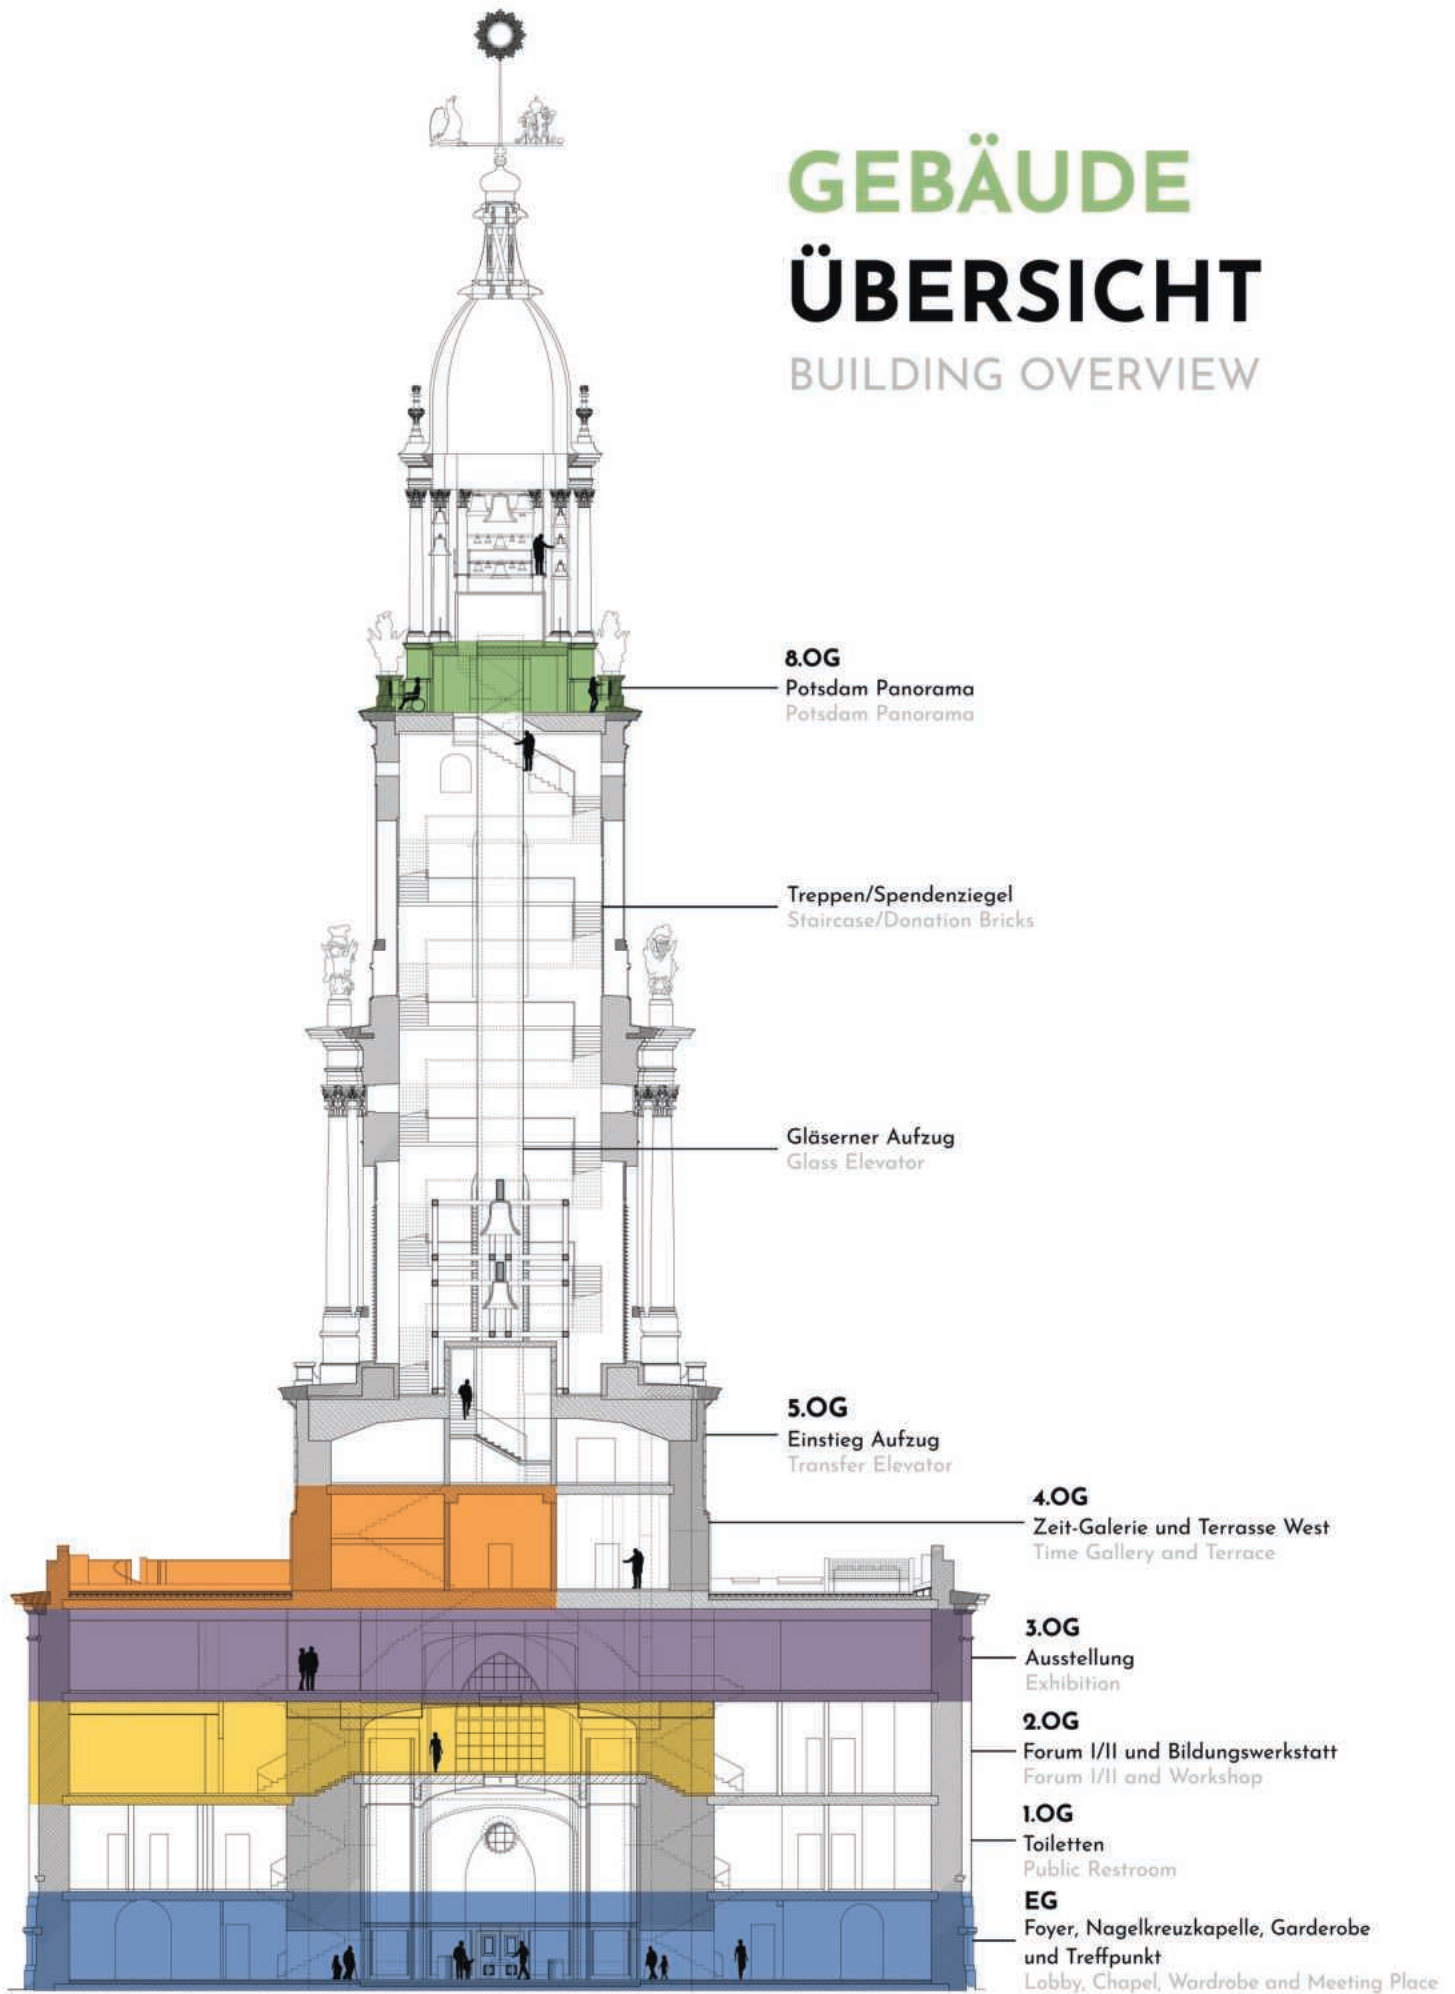 GEBÄUDE
ÜBERSICHT
BUILDING OVERVIEW
8.OG
Potsdam Panorama
Potsdam Panorama
Treppen/Spendenziegel
Staircase/Donation Bricks
Gläserner Aufzug
Glass Elevator
5.OG
Einstieg Aufzug
Transfer Elevator
4.OG
Zeit-Galerie und Terrasse West
Time Gallery and Terrace
3.OG
Ausstellung
Exhibition
2.OG
Forum I/II und Bildungswerkstatt
Forum I/II and Workshop
1.OG
Toiletten
Public Restroom
EG
Foyer, Nagelkreuzkapelle, Garderobe
und Treffpunkt
Lobby, Chapel, Wardrobe and Meeting Place